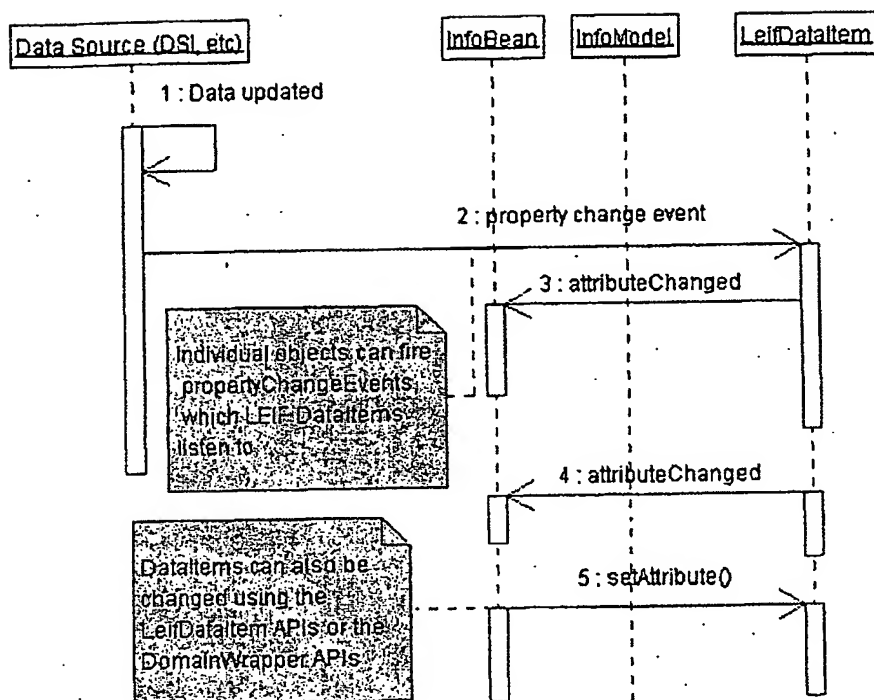 Data Source (DSI, etc)
InfoBean
InfoModel
LeifDataItem
1 : Data updated
2 : property change event
3 : attributeChanged
Individual objects can fire
propertyChangeEvents,
which LEIF DataItems
listen to
4 : attributeChanged
5 : setAttribute()
DataItems can also be
changed using the
LeifDataItem APIs or the
DomainWrapper APIs